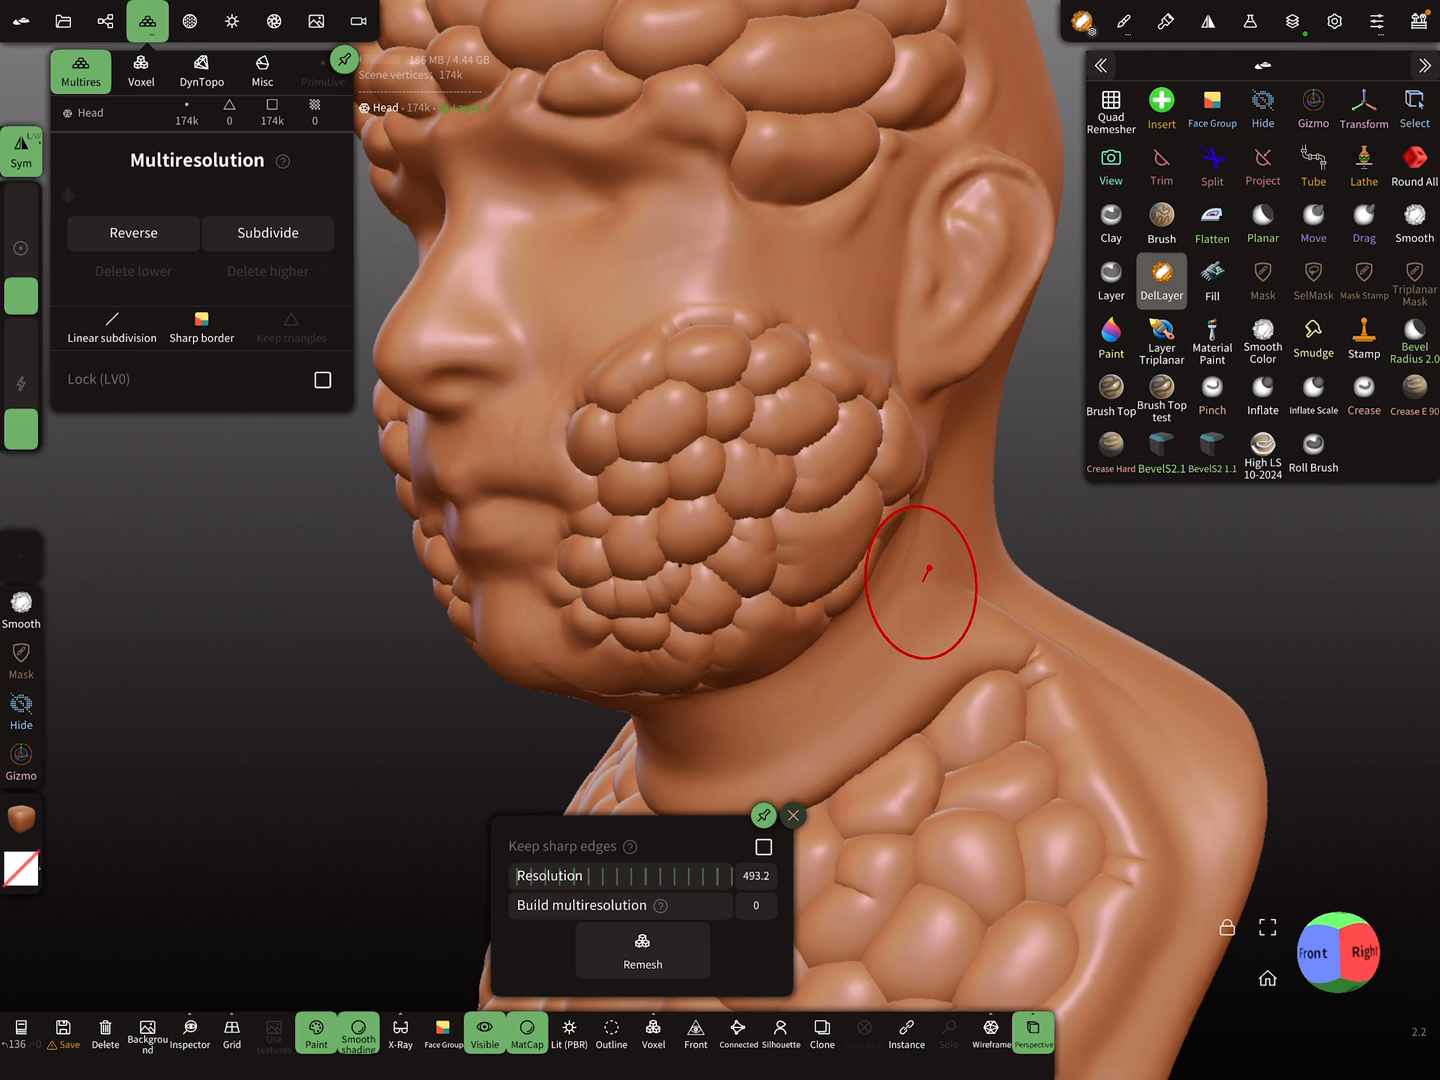 Multires
Voxel
DynTopo
Misc
Primitive
186 MB / 4.44 GB
Scene vertices: 174k
Head · 174k ·
Head
174k
0
174k
0
L/W
Sym
Multiresolution
Reverse
Subdivide
Delete lower
Delete higher
Linear subdivision
Sharp border
Keep triangles
Lock (LV0)
Smooth
Mask
Hide
Gizmo
Quad Remesher
Insert
Face Group
Hide
Gizmo
Transform
Select
View
Trim
Split
Project
Tube
Lathe
Round All
Clay
Brush
Flatten
Planar
Move
Drag
Smooth
Layer
DelLayer
Fill
Mask
SelMask
Mask Stamp
Triplanar Mask
Paint
Layer Triplanar
Material Paint
Smooth Color
Smudge
Stamp
Bevel Radius 2.0
Brush Top
Brush Top test
Pinch
Inflate
Inflate Scale
Crease
Crease E 90
Crease Hard
BevelS2.1
BevelS2 1.1
High LS 10-2024
Roll Brush
Keep sharp edges
Resolution
493.2
Build multiresolution
0
Remesh
Front
Right
2.2
136
0
Save
Delete
Background
Inspector
Grid
Use textures
Paint
Smooth shading
X-Ray
Face Group
Visible
MatCap
Lit (PBR)
Outline
Voxel
Front
Connected
Silhouette
Clone
Instance
Solo
Wireframe
Perspective